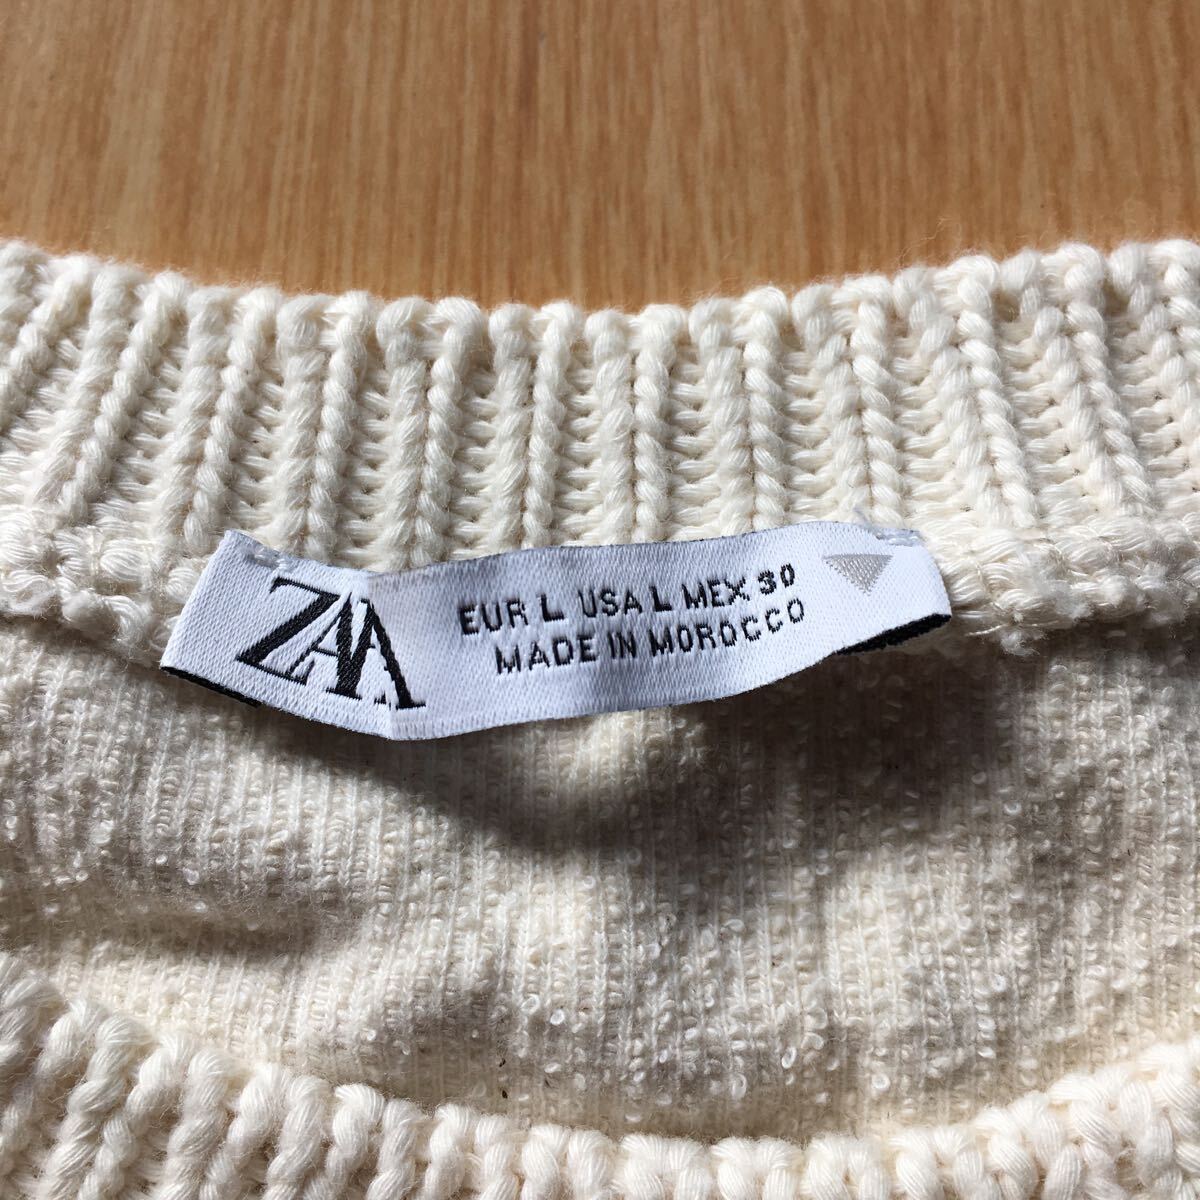 ZARA
EUR L USA L MEX 30
MADE IN MOROCCO